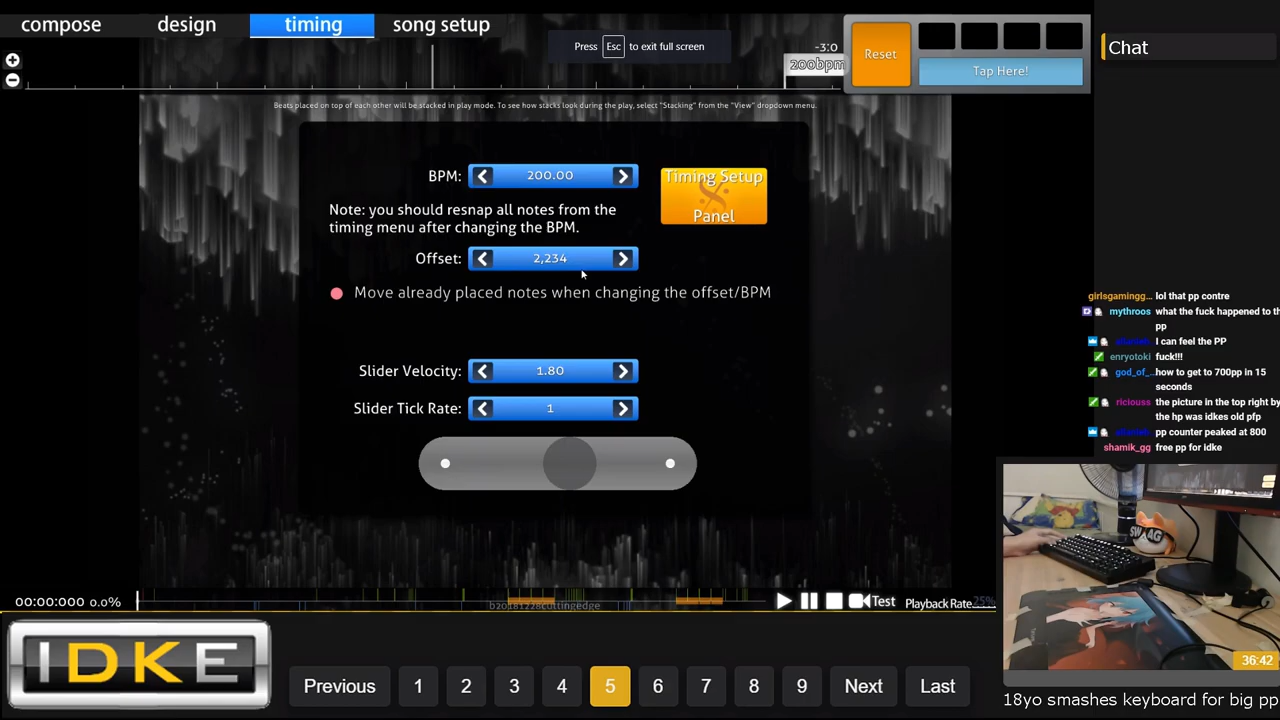 compose design timing song setup
Press Esc to exit full screen
-3:0
200bpm
Reset
Tap Here!
Chat
Beats placed on top of each other will be stacked in play mode. To see how stacks look during the play, select "Stacking" from the "View" dropdown menu.
BPM: 200.00
Timing Setup
Panel
Note: you should resnap all notes from the
timing menu after changing the BPM.
Offset: 2,234
Move already placed notes when changing the offset/BPM
Slider Velocity: 1.80
Slider Tick Rate: 1
girlsgamingg... lol that pp contre
mythroos what the fuck happened to th
pp
I can feel the PP
enryotoki fuck!!!
god_of_... how to get to 700pp in 15
seconds
riciouss the picture in the top right by
the hp was idkes old pfp
pp counter peaked at 800
shamik_gg free pp for idke
SWAG
00:00:000 0.0%
b20181228cuttingedge
Test
Playback Rate 25%
36:42
IDKE
Previous 1 2 3 4 5 6 7 8 9 Next Last
18yo smashes keyboard for big pp